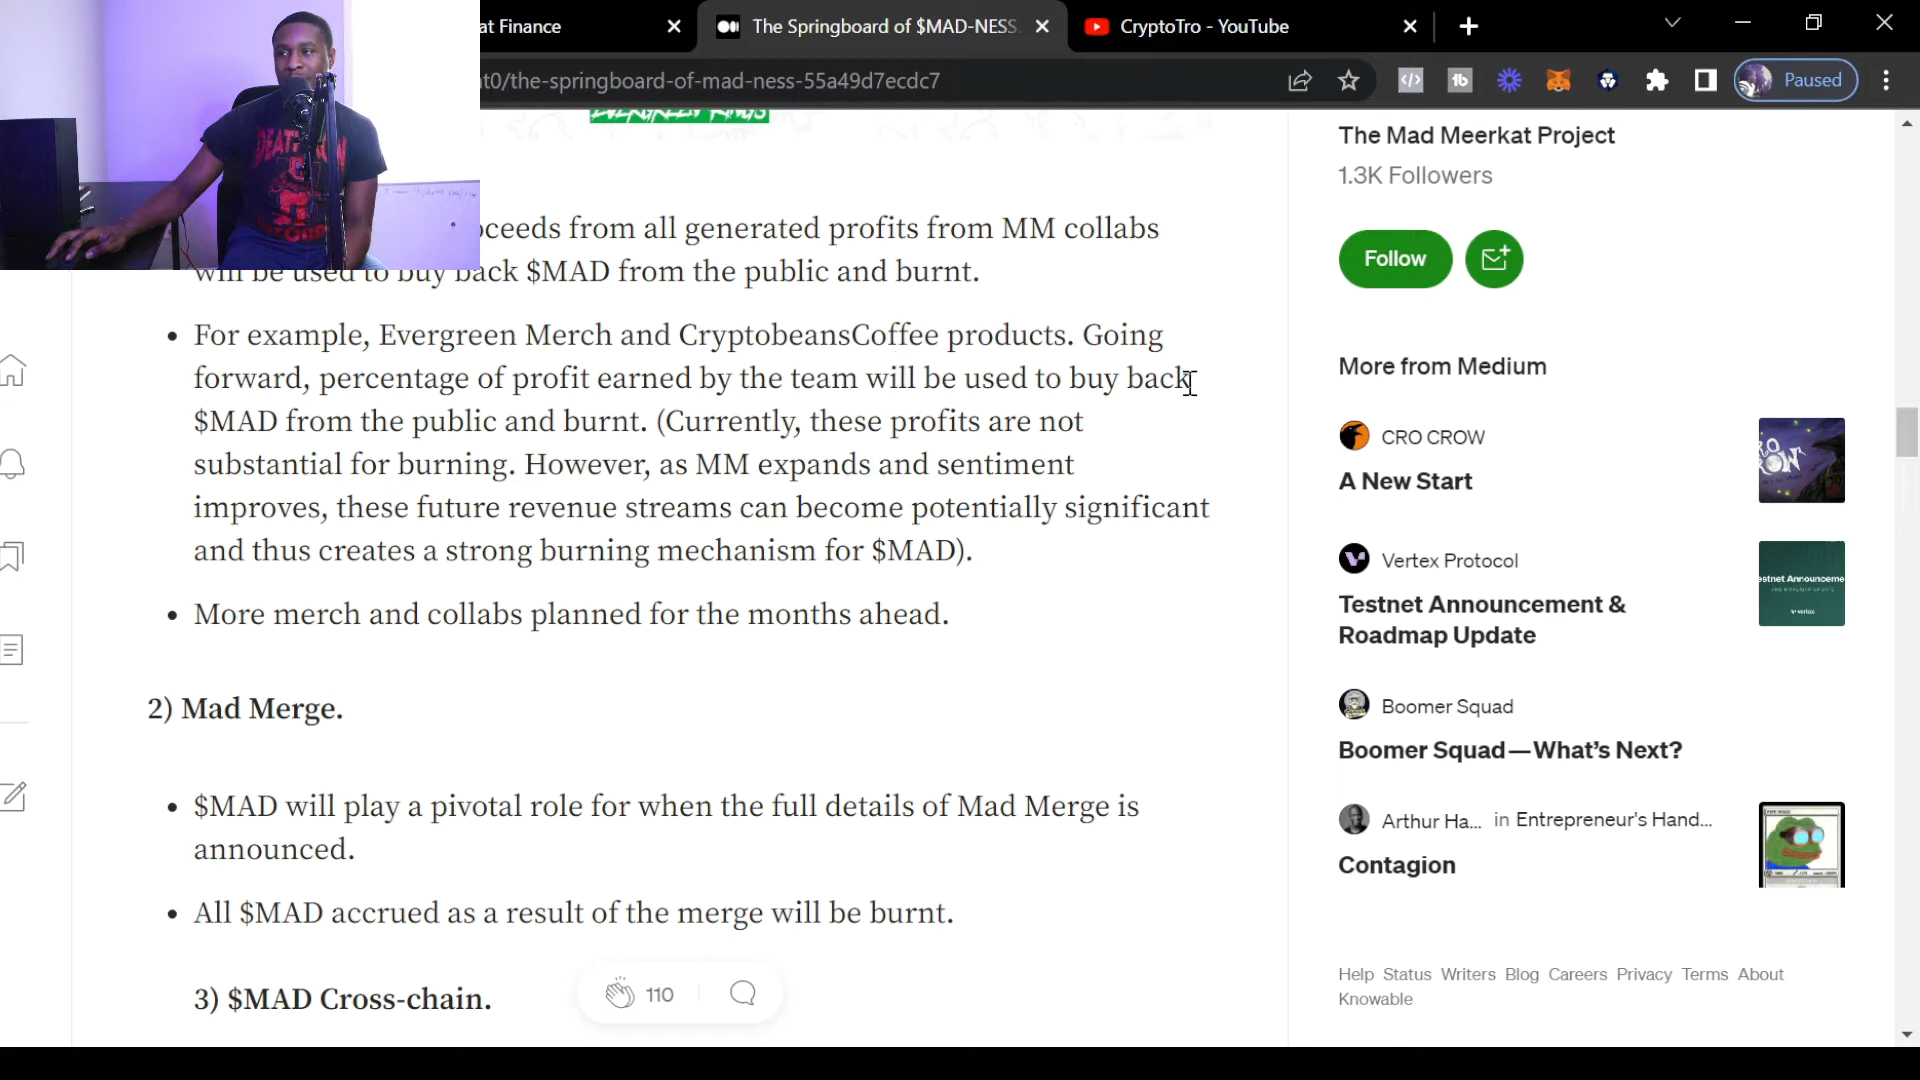 at Finance
The Springboard of $MAD-NESS
CryptoTro - YouTube
t0/the-springboard-of-mad-ness-55a49d7ecdc7
Paused
EVERGREEN KINGS
ceeds from all generated profits from MM collabs
will be used to buy back $MAD from the public and burnt.
• For example, Evergreen Merch and CryptobeansCoffee products. Going
forward, percentage of profit earned by the team will be used to buy back
$MAD from the public and burnt. (Currently, these profits are not
substantial for burning. However, as MM expands and sentiment
improves, these future revenue streams can become potentially significant
and thus creates a strong burning mechanism for $MAD).
• More merch and collabs planned for the months ahead.
2) Mad Merge.
• $MAD will play a pivotal role for when the full details of Mad Merge is
announced.
• All $MAD accrued as a result of the merge will be burnt.
3) $MAD Cross-chain.
110
The Mad Meerkat Project
1.3K Followers
Follow
More from Medium
CRO CROW
A New Start
Vertex Protocol
Testnet Announcement &
Roadmap Update
estnet Announceme
vertex
Boomer Squad
Boomer Squad — What's Next?
Arthur Ha... in Entrepreneur's Hand...
Contagion
Help Status Writers Blog Careers Privacy Terms About
Knowable